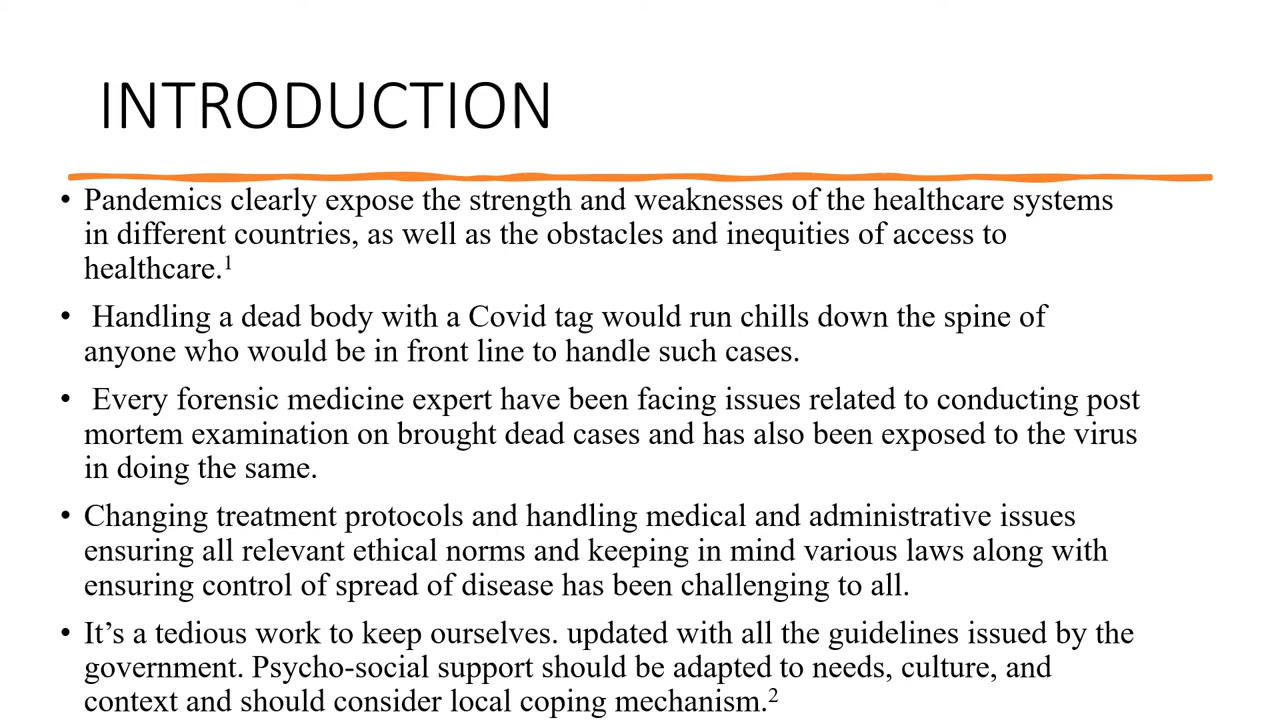 INTRODUCTION
• Pandemics clearly expose the strength and weaknesses of the healthcare systems
in different countries, as well as the obstacles and inequities of access to
healthcare.¹
• Handling a dead body with a Covid tag would run chills down the spine of
anyone who would be in front line to handle such cases.
• Every forensic medicine expert have been facing issues related to conducting post
mortem examination on brought dead cases and has also been exposed to the virus
in doing the same.
• Changing treatment protocols and handling medical and administrative issues
ensuring all relevant ethical norms and keeping in mind various laws along with
ensuring control of spread of disease has been challenging to all.
• It’s a tedious work to keep ourselves. updated with all the guidelines issued by the
government. Psycho-social support should be adapted to needs, culture, and
context and should consider local coping mechanism.²